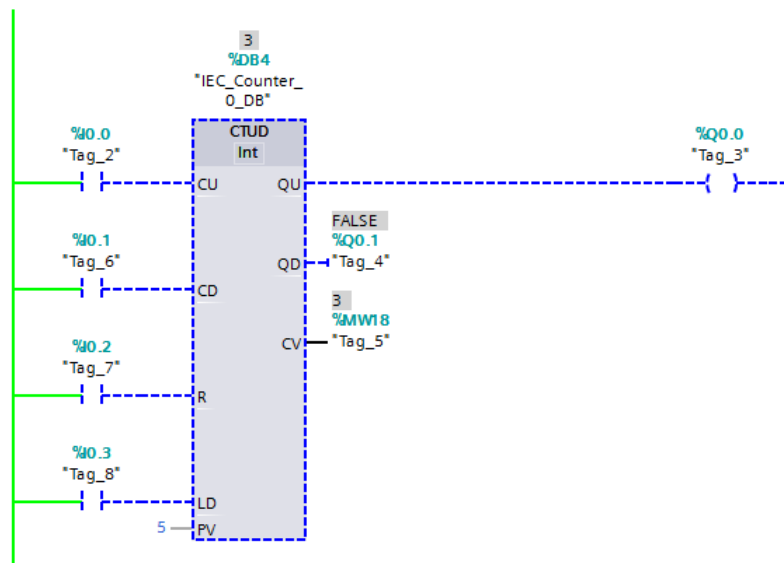 3
%DB4
"IEC_Counter_
0_DB"
CTUD
Int
%I0.0
"Tag_2"
CU
QU
%Q0.0
"Tag_3"
FALSE
%Q0.1
"Tag_4"
QD
%I0.1
"Tag_6"
CD
3
%MW18
"Tag_5"
CV
%I0.2
"Tag_7"
R
%I0.3
"Tag_8"
LD
5
PV